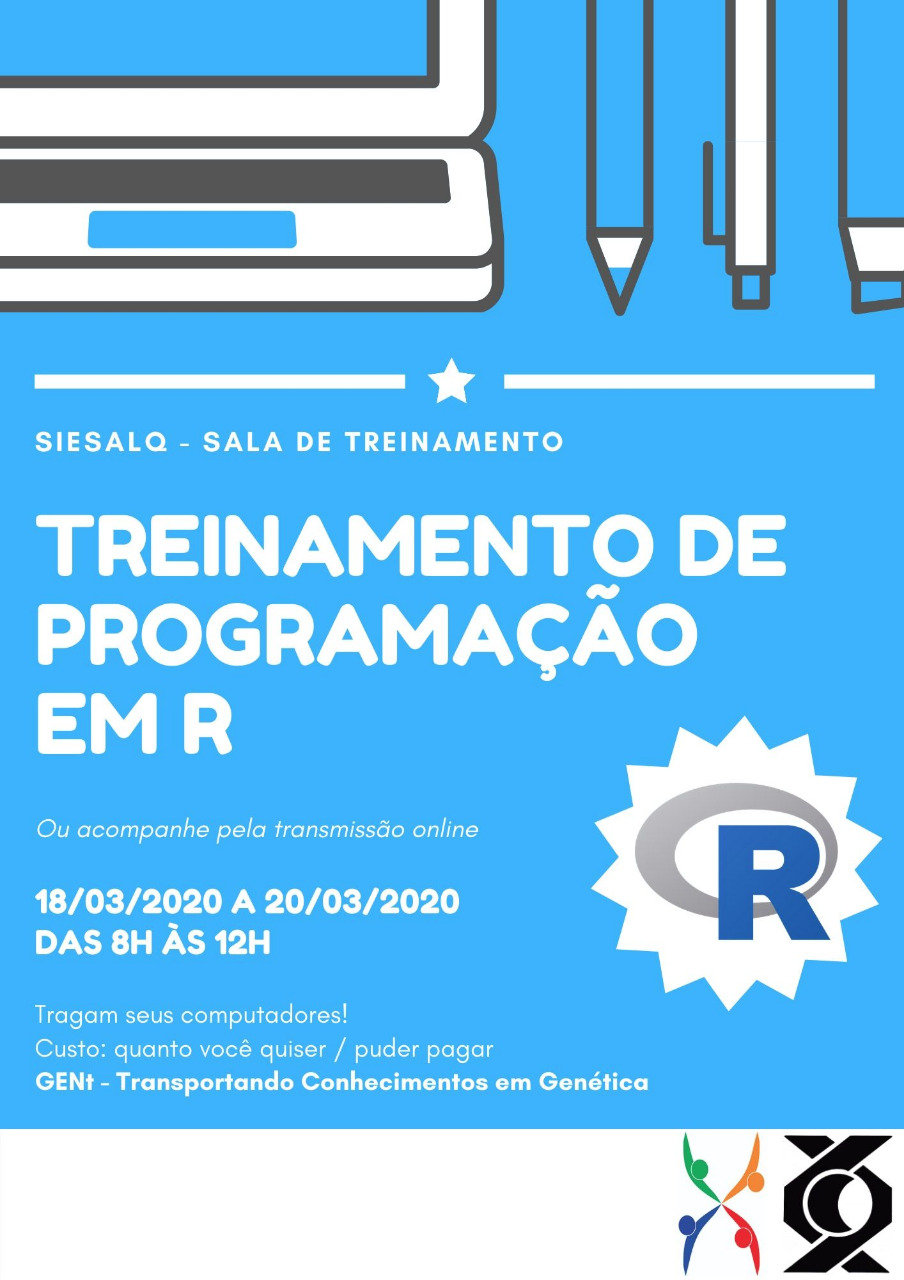 SIESALQ - SALA DE TREINAMENTO
TREINAMENTO DE
PROGRAMAÇÃO
EM R
Ou acompanhe pela transmissão online
R
18/03/2020 A 20/03/2020
DAS 8H ÀS 12H
Tragam seus computadores!
Custo: quanto você quiser / puder pagar
GENt - Transportando Conhecimentos em Genética